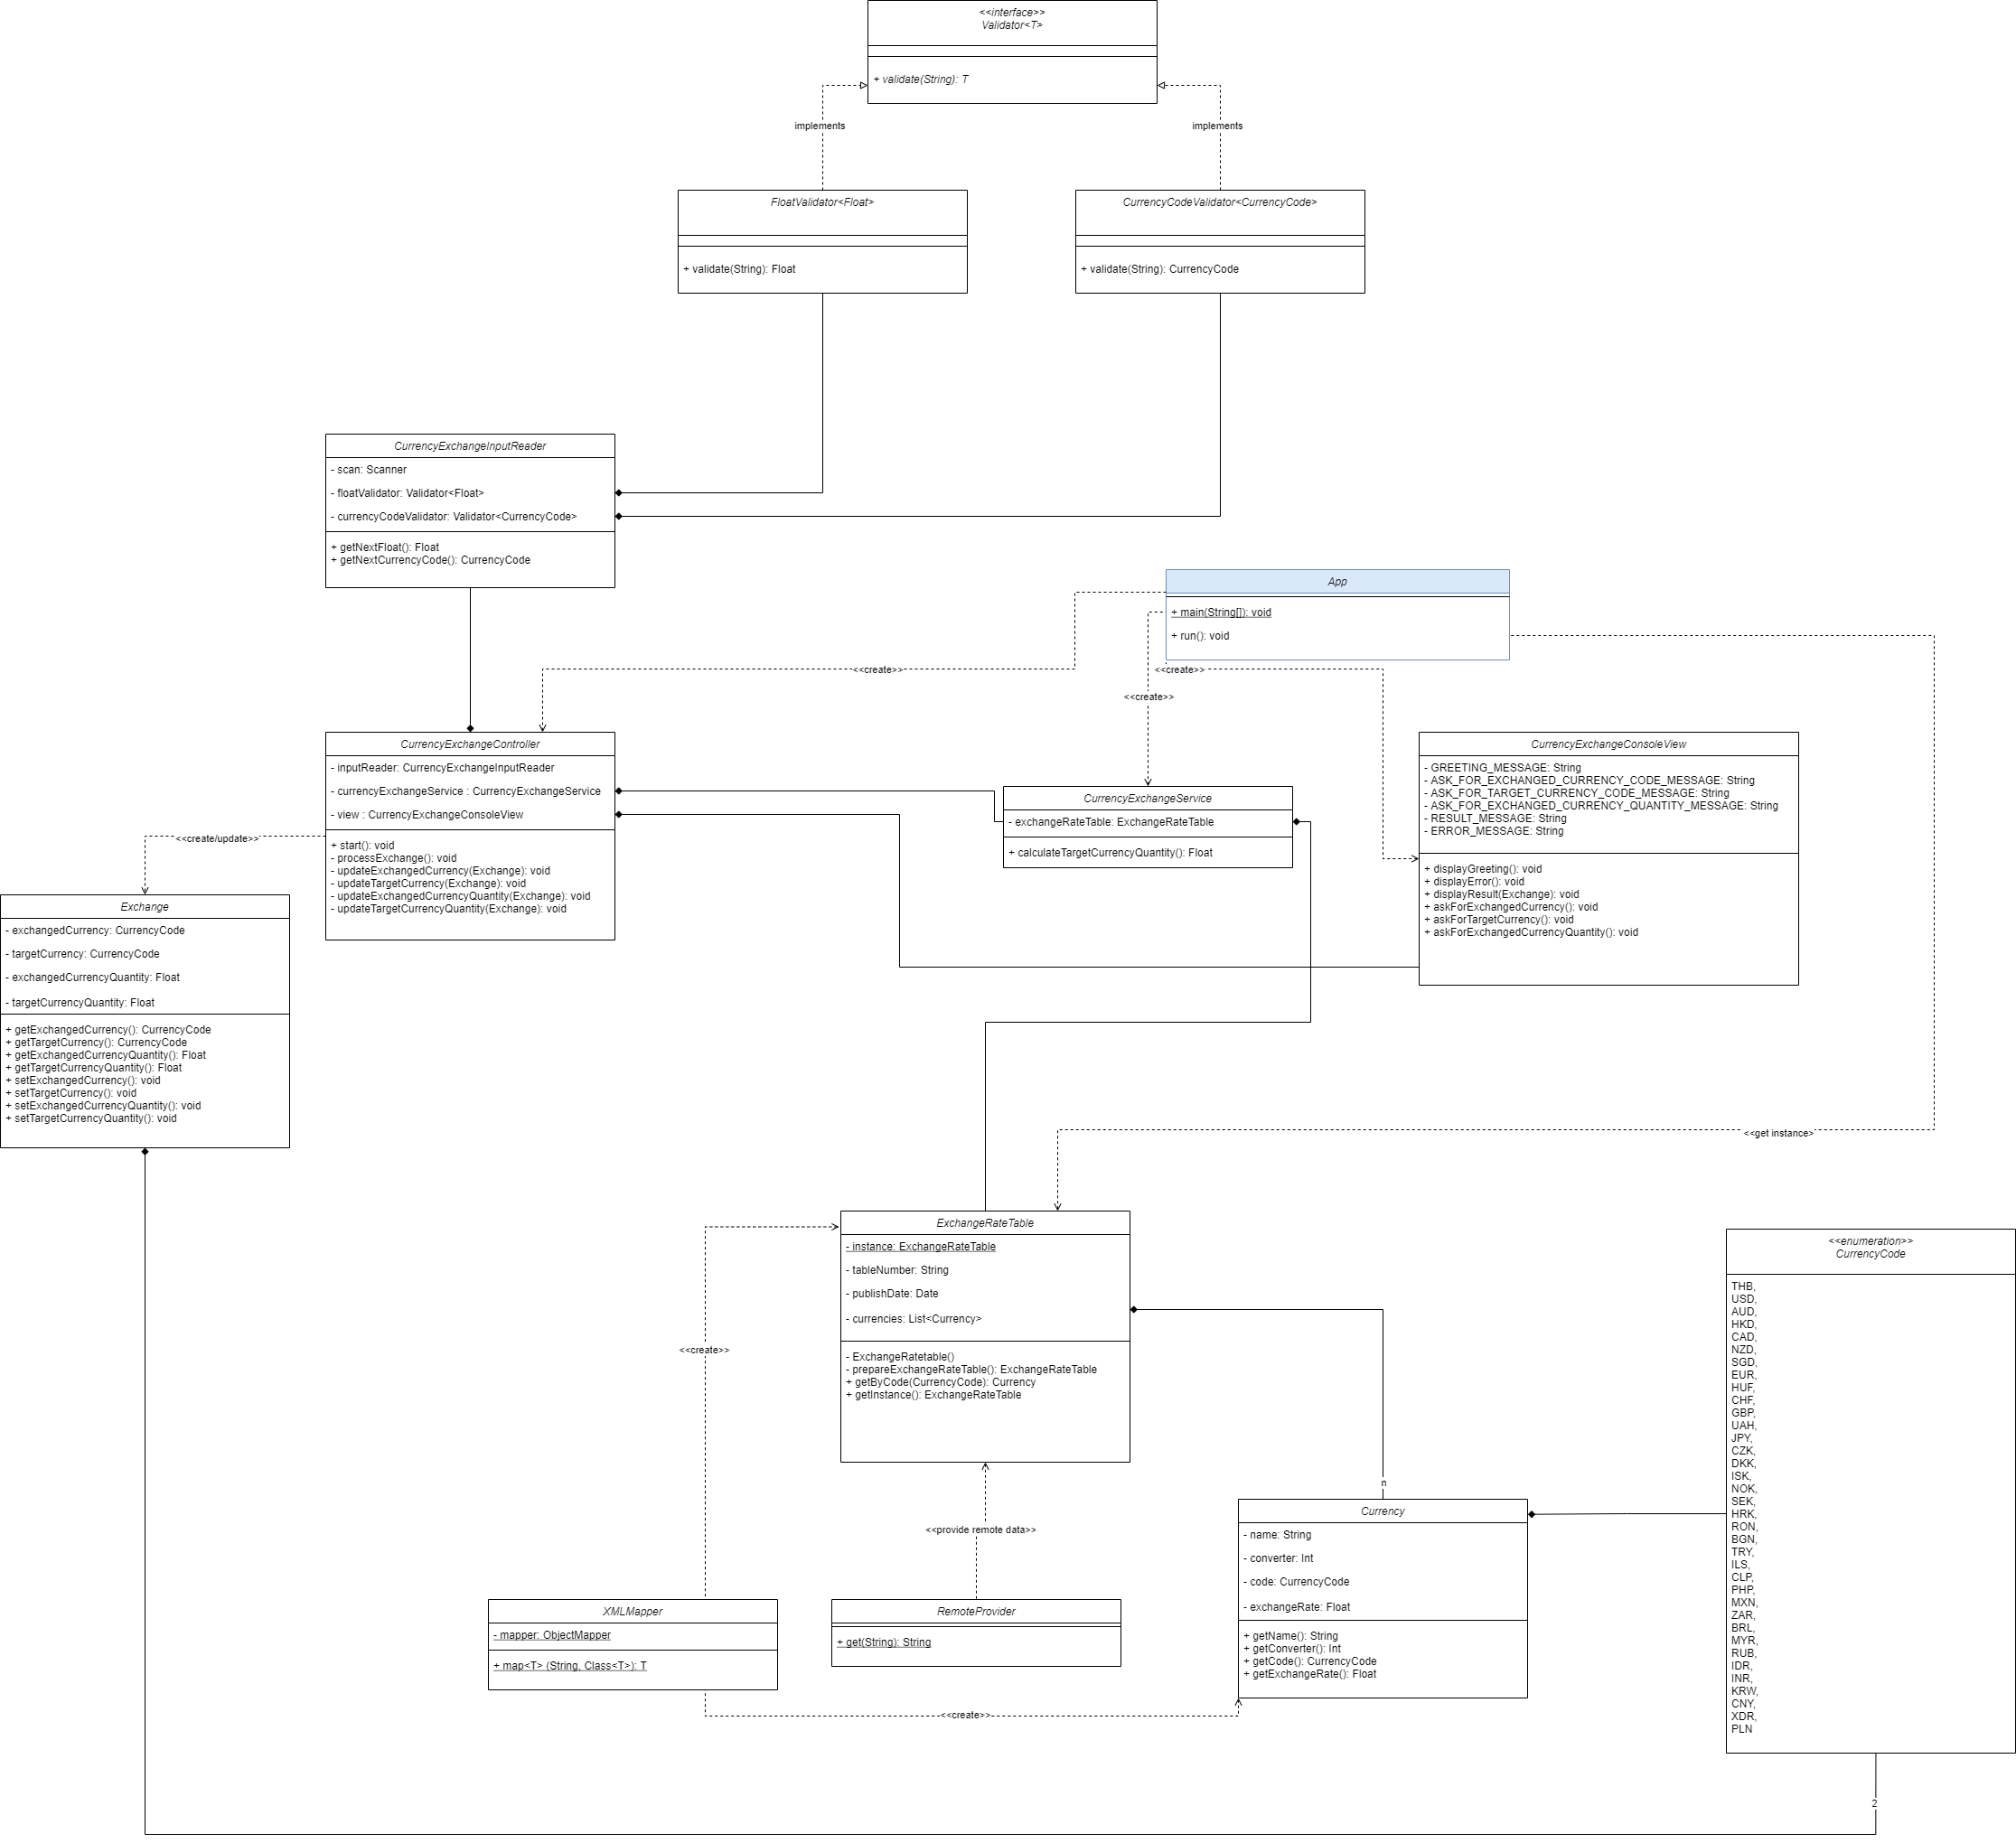 <<interface>>
Validator<T>
+ validate(String): T
implements
implements
FloatValidator<Float>
+ validate(String): Float
CurrencyCodeValidator<CurrencyCode>
+ validate(String): CurrencyCode
CurrencyExchangeInputReader
- scan: Scanner
- floatValidator: Validator<Float>
- currencyCodeValidator: Validator<CurrencyCode>
+ getNextFloat(): Float
+ getNextCurrencyCode(): CurrencyCode
App
+ main(String[]): void
+ run(): void
<<create>>
<<create>>
<<create>>
CurrencyExchangeController
- inputReader: CurrencyExchangeInputReader
- currencyExchangeService : CurrencyExchangeService
- view : CurrencyExchangeConsoleView
+ start(): void
- processExchange(): void
- updateExchangedCurrency(Exchange): void
- updateTargetCurrency(Exchange): void
- updateExchangedCurrencyQuantity(Exchange): void
- updateTargetCurrencyQuantity(Exchange): void
CurrencyExchangeService
- exchangeRateTable: ExchangeRateTable
+ calculateTargetCurrencyQuantity(): Float
CurrencyExchangeConsoleView
- GREETING_MESSAGE: String
- ASK_FOR_EXCHANGED_CURRENCY_CODE_MESSAGE: String
- ASK_FOR_TARGET_CURRENCY_CODE_MESSAGE: String
- ASK_FOR_EXCHANGED_CURRENCY_QUANTITY_MESSAGE: String
- RESULT_MESSAGE: String
- ERROR_MESSAGE: String
+ displayGreeting(): void
+ displayError(): void
+ displayResult(Exchange): void
+ askForExchangedCurrency(): void
+ askForTargetCurrency(): void
+ askForExchangedCurrencyQuantity(): void
<<create/update>>
Exchange
- exchangedCurrency: CurrencyCode
- targetCurrency: CurrencyCode
- exchangedCurrencyQuantity: Float
- targetCurrencyQuantity: Float
+ getExchangedCurrency(): CurrencyCode
+ getTargetCurrency(): CurrencyCode
+ getExchangedCurrencyQuantity(): Float
+ getTargetCurrencyQuantity(): Float
+ setExchangedCurrency(): void
+ setTargetCurrency(): void
+ setExchangedCurrencyQuantity(): void
+ setTargetCurrencyQuantity(): void
<<get instance>
ExchangeRateTable
- instance: ExchangeRateTable
- tableNumber: String
- publishDate: Date
- currencies: List<Currency>
- ExchangeRatetable()
- prepareExchangeRateTable(): ExchangeRateTable
+ getByCode(CurrencyCode): Currency
+ getInstance(): ExchangeRateTable
<<create>>
<<enumeration>>
CurrencyCode
THB,
USD,
AUD,
HKD,
CAD,
NZD,
SGD,
EUR,
HUF,
CHF,
GBP,
UAH,
JPY,
CZK,
DKK,
ISK,
NOK,
SEK,
HRK,
RON,
BGN,
TRY,
ILS,
CLP,
PHP,
MXN,
ZAR,
BRL,
MYR,
RUB,
IDR,
INR,
KRW,
CNY,
XDR,
PLN
n
<<provide remote data>>
Currency
- name: String
- converter: Int
- code: CurrencyCode
- exchangeRate: Float
+ getName(): String
+ getConverter(): Int
+ getCode(): CurrencyCode
+ getExchangeRate(): Float
XMLMapper
- mapper: ObjectMapper
+ map<T> (String, Class<T>): T
RemoteProvider
+ get(String): String
<<create>>
2